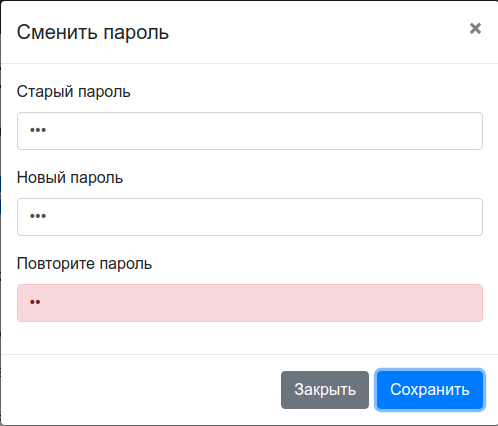 Сменить пароль
×
Старый пароль
•••
Новый пароль
•••
Повторите пароль
••
Закрыть Сохранить